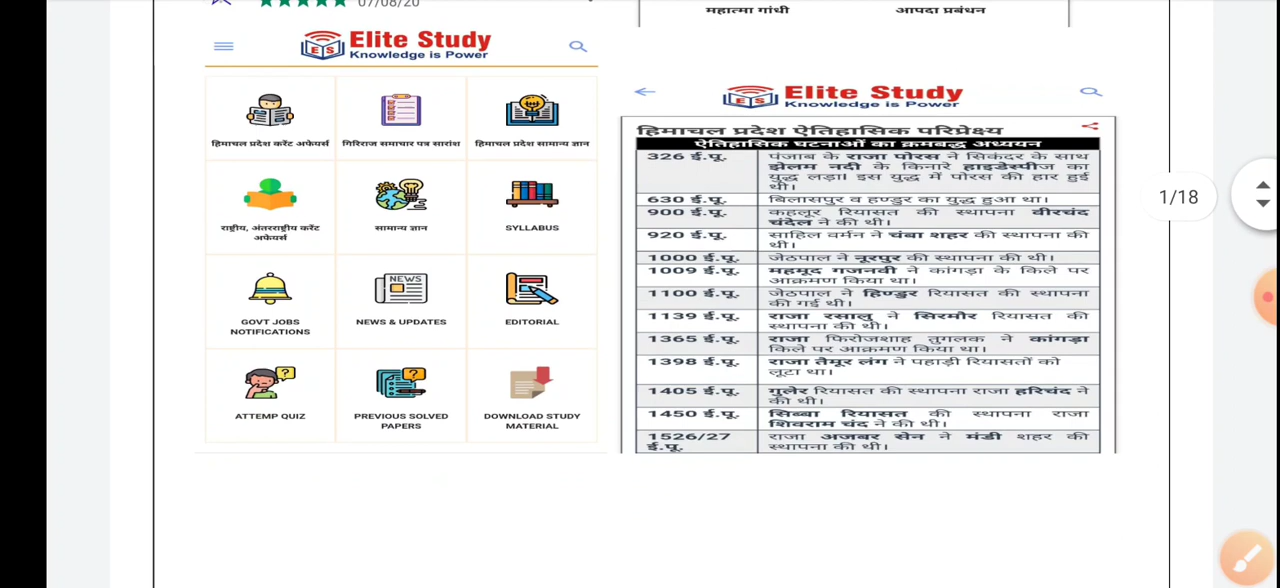 07/08/20
महात्मा गांधी
आपदा प्रबंधन
ES
Elite Study
Knowledge is Power
हिमाचल प्रदेश करेंट अफेयर्स
गिरिराज समाचार पत्र सारांश
हिमाचल प्रदेश सामान्य ज्ञान
राष्ट्रीय, अंतरराष्ट्रीय करेंट
अफेयर्स
सामान्य ज्ञान
SYLLABUS
GOVT JOBS
NOTIFICATIONS
NEWS
NEWS & UPDATES
EDITORIAL
ATTEMP QUIZ
PREVIOUS SOLVED
PAPERS
DOWNLOAD STUDY
MATERIAL
ES
Elite Study
Knowledge is Power
हिमाचल प्रदेश ऐतिहासिक परिप्रेक्ष्य
ऐतिहासिक घटनाओं का क्रमबद्ध अध्ययन
326 ई.पू. पंजाब के राजा पोरस ने सिकंदर के साथ
झेलम नदी के किनारे हाइडेस्पीज का
युद्ध लड़ा। इस युद्ध में पोरस की हार हुई
थी।
630 ई.पू. बिलासपुर व हण्डुर का युद्ध हुआ था।
900 ई.पू. कहलूर रियासत की स्थापना वीरचंद
चंदेल ने की थी।
920 ई.पू. साहिल वर्मन ने चंबा शहर की स्थापना की
थी।
1000 ई.पू. जेठपाल ने नूरपुर की स्थापना की थी।
1009 ई.पू. महमूद गजनवी ने कांगड़ा के किले पर
आक्रमण किया था।
1100 ई.पू. जेठपाल ने हिण्डुर रियासत की स्थापना
की गई थी।
1139 ई.पू. राजा रसालु ने सिरमौर रियासत की
स्थापना की थी।
1365 ई.पू. राजा फिरोजशाह तुगलक ने कांगड़ा
किले पर आक्रमण किया था।
1398 ई.पू. राजा तैमूर लंग ने पहाड़ी रियासतों को
लूटा था।
1405 ई.पू. गुलेर रियासत की स्थापना राजा हरिचंद ने
की थी।
1450 ई.पू. सिब्बा रियासत की स्थापना राजा
शिवराम चंद ने की थी।
1526/27 राजा अजबर सेन ने मंडी शहर की
ई.पू. स्थापना की थी।
1/18